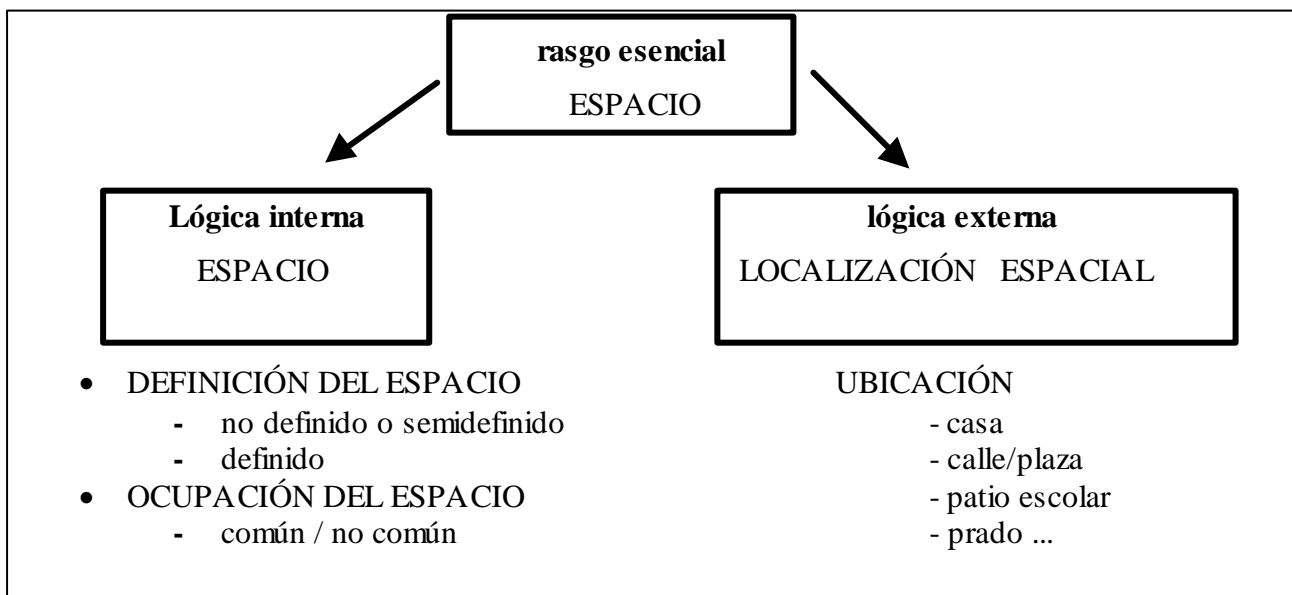 rasgo esencial
ESPACIO
Lógica interna
ESPACIO
lógica externa
LOCALIZACIÓN ESPACIAL
• DEFINICIÓN DEL ESPACIO
- no definido o semidefinido
- definido
• OCUPACIÓN DEL ESPACIO
- común / no común
UBICACIÓN
- casa
- calle/plaza
- patio escolar
- prado ...